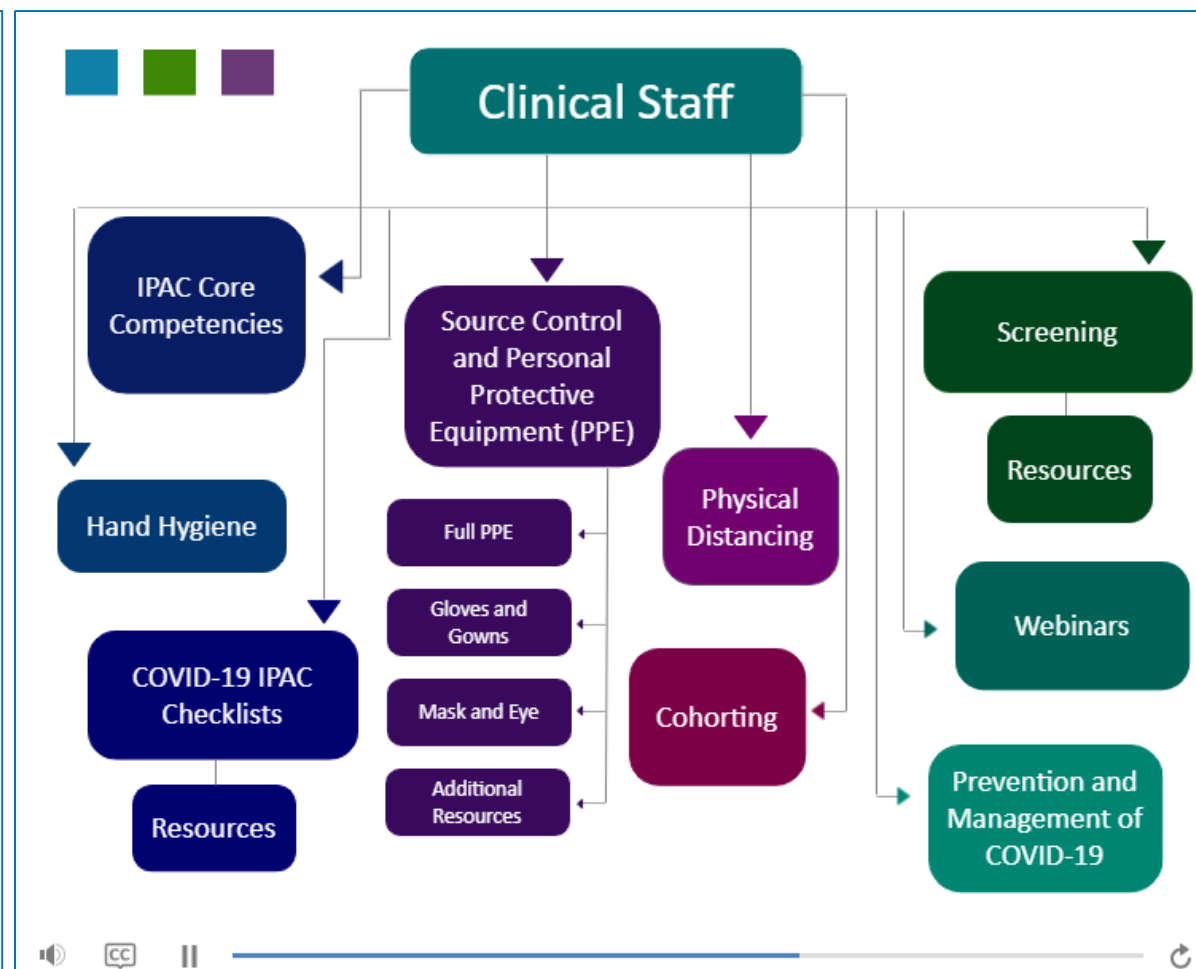 Clinical Staff
IPAC Core
Competencies
Hand Hygiene
COVID-19 IPAC
Checklists
Resources
Source Control
and Personal
Protective
Equipment (PPE)
Full PPE
Gloves and
Gowns
Mask and Eye
Additional
Resources
Physical
Distancing
Cohorting
Screening
Resources
Webinars
Prevention and
Management of
COVID-19
CC